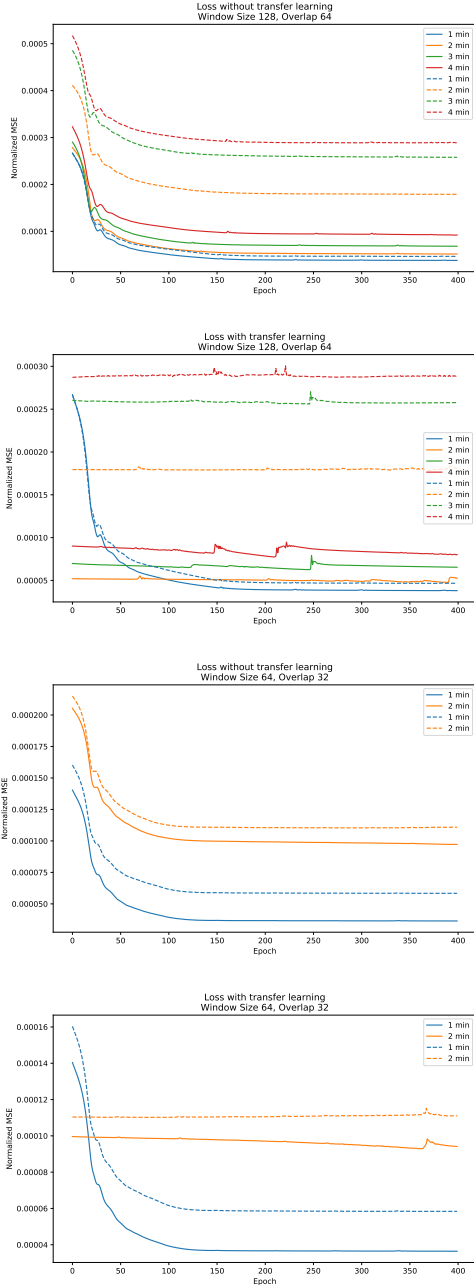 Loss without transfer learning
Window Size 128, Overlap 64
0.0005
0.0004
0.0003
0.0002
0.0001
Normalized MSE
0 50 100 150 200 250 300 350 400
Epoch
1 min
2 min
3 min
4 min
1 min
2 min
3 min
4 min
Loss with transfer learning
Window Size 128, Overlap 64
0.00030
0.00025
0.00020
0.00015
0.00010
0.00005
Normalized MSE
0 50 100 150 200 250 300 350 400
Epoch
1 min
2 min
3 min
4 min
1 min
2 min
3 min
4 min
Loss without transfer learning
Window Size 64, Overlap 32
0.000200
0.000175
0.000150
0.000125
0.000100
0.000075
0.000050
Normalized MSE
0 50 100 150 200 250 300 350 400
Epoch
1 min
2 min
1 min
2 min
Loss with transfer learning
Window Size 64, Overlap 32
0.00016
0.00014
0.00012
0.00010
0.00008
0.00006
0.00004
Normalized MSE
0 50 100 150 200 250 300 350 400
Epoch
1 min
2 min
1 min
2 min